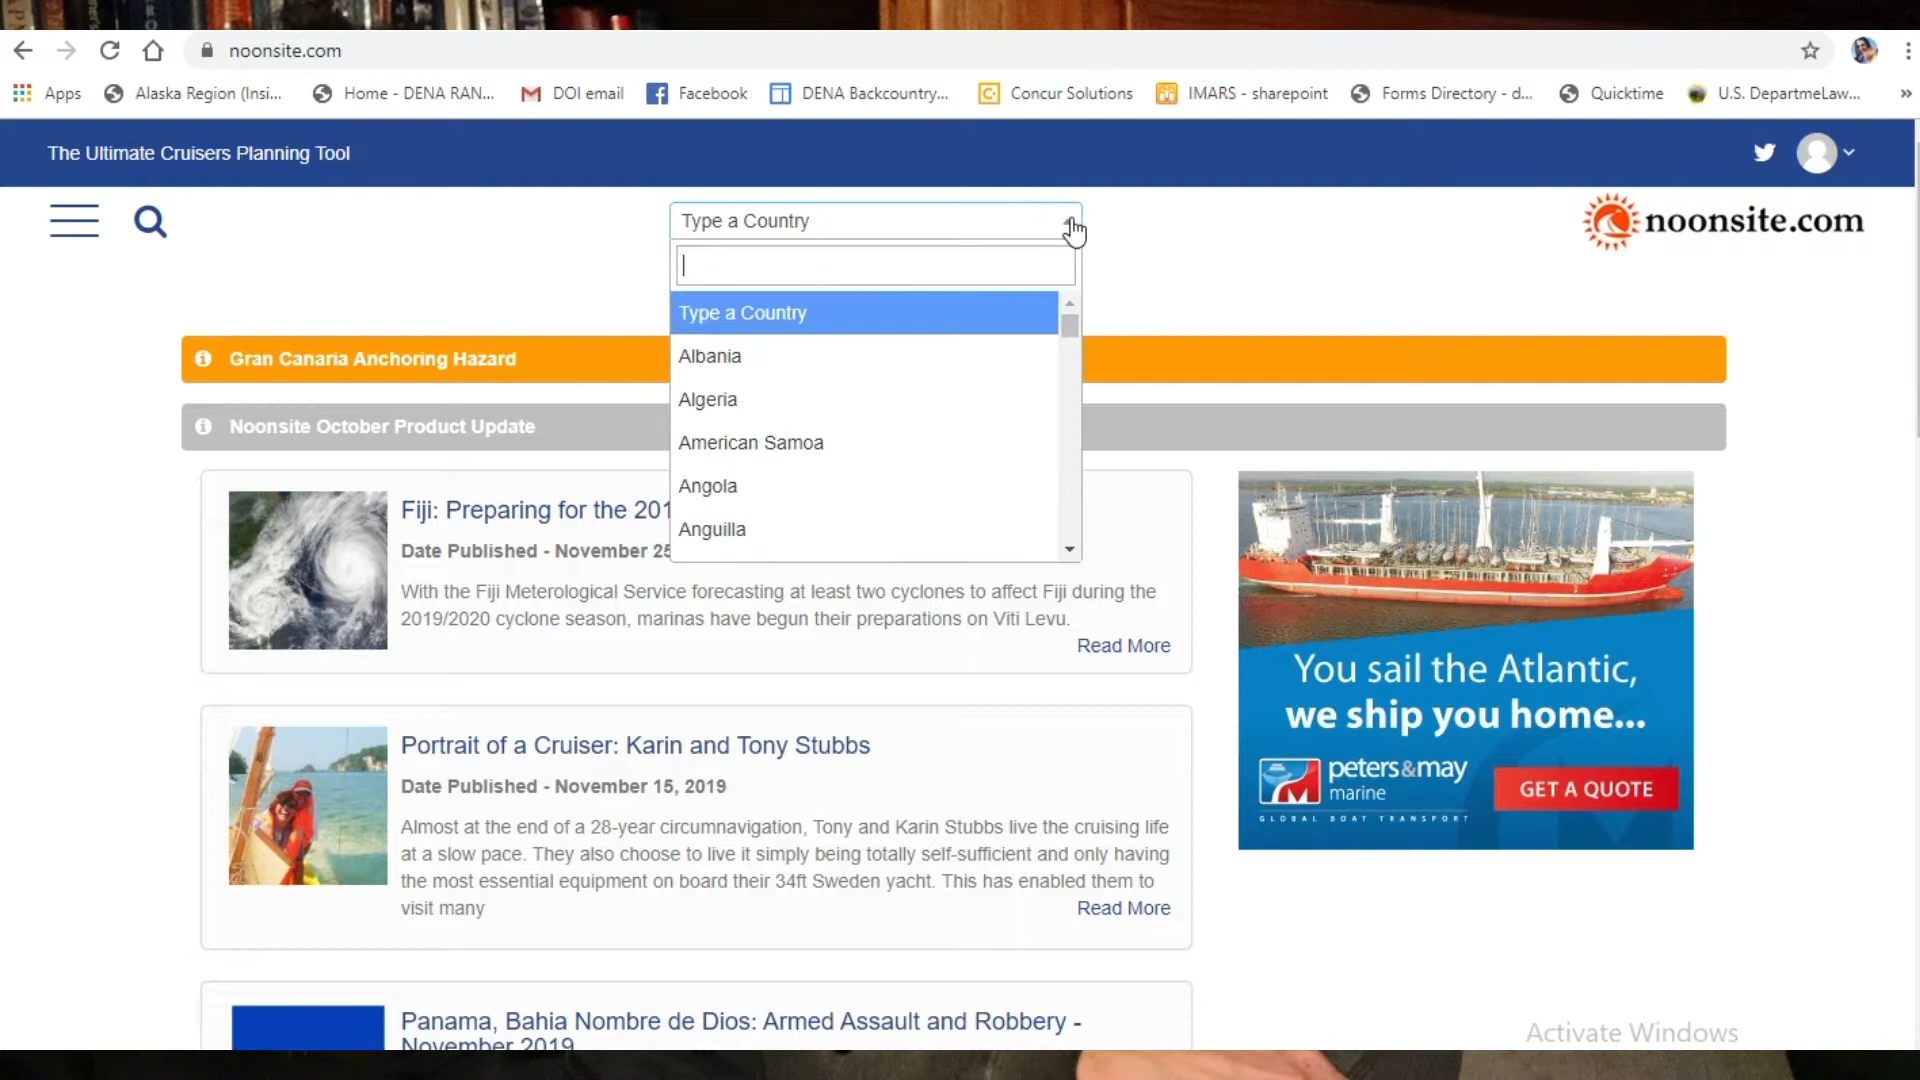 noonsite.com
Apps
Alaska Region (Insi...
Home - DENA RAN...
DOI email
Facebook
DENA Backcountry...
Concur Solutions
IMARS - sharepoint
Forms Directory - d...
Quicktime
U.S. DepartmeLaw...
»
The Ultimate Cruisers Planning Tool
Type a Country
noonsite.com
Type a Country
Albania
Algeria
American Samoa
Angola
Anguilla
Gran Canaria Anchoring Hazard
Noonsite October Product Update
Fiji: Preparing for the 201
Date Published - November 25
With the Fiji Meterological Service forecasting at least two cyclones to affect Fiji during the
2019/2020 cyclone season, marinas have begun their preparations on Viti Levu.
Read More
Portrait of a Cruiser: Karin and Tony Stubbs
Date Published - November 15, 2019
Almost at the end of a 28-year circumnavigation, Tony and Karin Stubbs live the cruising life
at a slow pace. They also choose to live it simply being totally self-sufficient and only having
the most essential equipment on board their 34ft Sweden yacht. This has enabled them to
visit many
Read More
Panama, Bahia Nombre de Dios: Armed Assault and Robbery -
November 2019
You sail the Atlantic,
we ship you home...
peters&may
marine
GLOBAL BOAT TRANSPORT
GET A QUOTE
Activate Windows